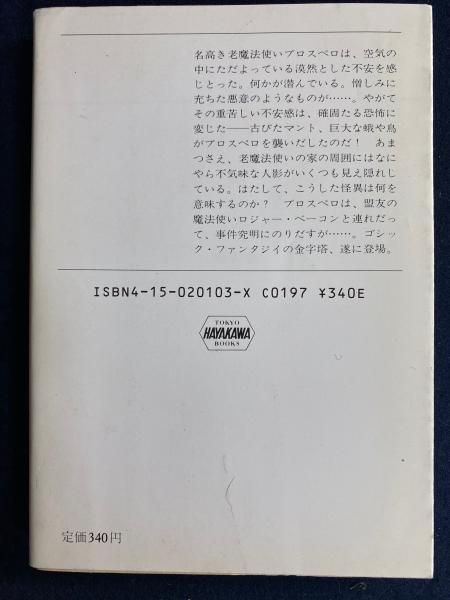 名高き老魔法使いプロスペロは、空気の
中にただよっている漠然とした不安を感
じとった。何かが潜んでいる。憎しみに
充ちた悪意のようなものが……。やがて
その重苦しい不安感は、確固たる恐怖に
変じた——古びたマント、巨大な蛾や鳥
がプロスペロを襲いだしたのだ！　あま
つさえ、老魔法使いの家の周囲にはなに
やら不気味な人影がいくつも見え隠れし
ている。はたして、こうした怪異は何を
意味するのか？　プロスペロは、盟友の
魔法使いロジャー・ベーコンと連れだっ
て、事件究明にのりだすが……。ゴシッ
ク・ファンタジイの金字塔、遂に登場。
ISBN4-15-020103-X C0197 ¥340E
TOKYO
HAYAKAWA
BOOKS
定価340円